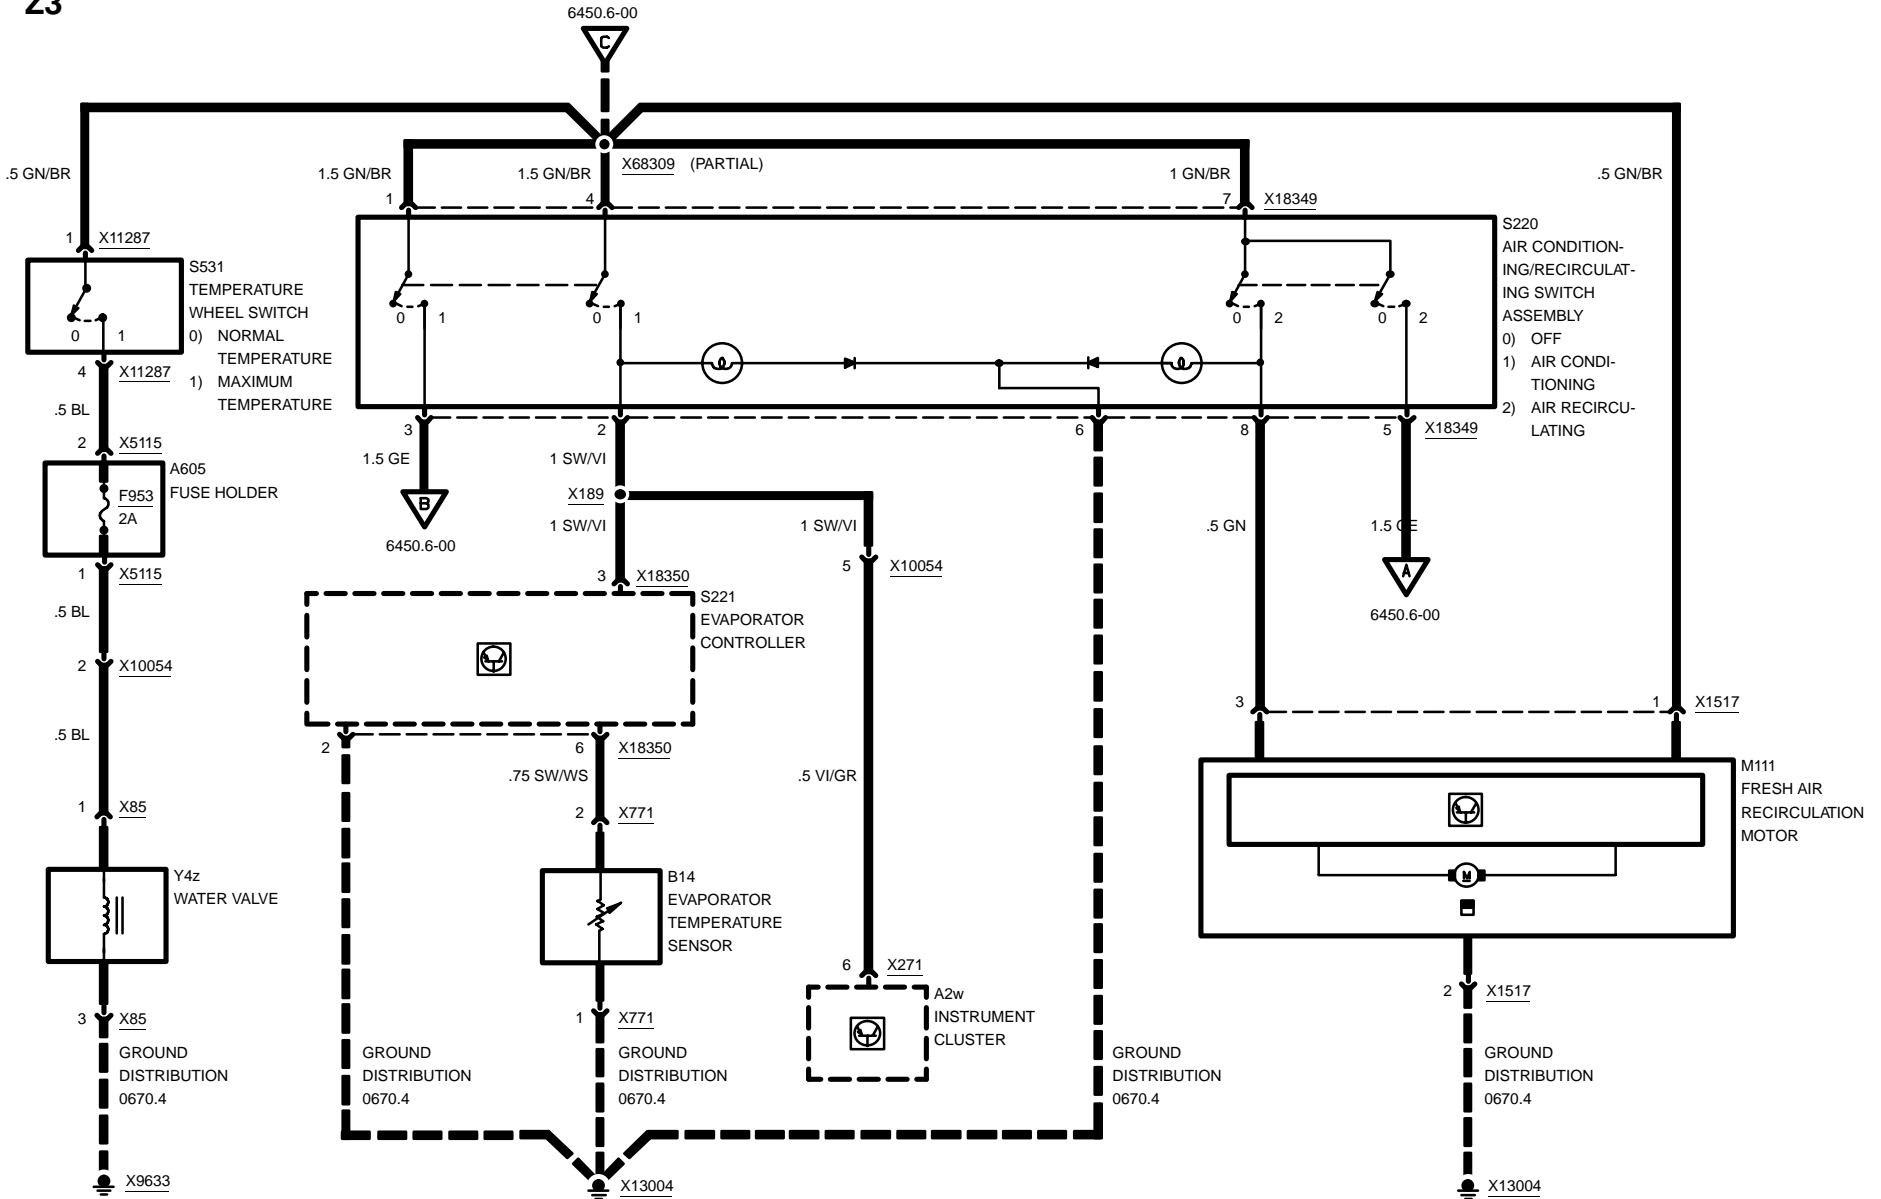 Z3
6450.6-00
C
X68309 (PARTIAL)
.5 GN/BR
1.5 GN/BR
1.5 GN/BR
1 GN/BR
.5 GN/BR
1
4
7
X18349
1
X11287
S531
TEMPERATURE
WHEEL SWITCH
0) NORMAL
TEMPERATURE
1) MAXIMUM
TEMPERATURE
0
1
0
1
0
1
0
2
0
2
S220
AIR CONDITION-
ING/RECIRCULAT-
ING SWITCH
ASSEMBLY
0) OFF
1) AIR CONDI-
TIONING
2) AIR RECIRCU-
LATING
4
X11287
.5 BL
2
X5115
A605
FUSE HOLDER
F953
2A
1
X5115
.5 BL
2
X10054
.5 BL
1
X85
Y4z
WATER VALVE
3
X85
GROUND
DISTRIBUTION
0670.4
X9633
3
2
6
8
5
X18349
1.5 GE
B
6450.6-00
1 SW/VI
X189
1 SW/VI
1 SW/VI
3
X18350
5
X10054
S221
EVAPORATOR
CONTROLLER
2
6
X18350
.75 SW/WS
2
X771
B14
EVAPORATOR
TEMPERATURE
SENSOR
1
X771
GROUND
DISTRIBUTION
0670.4
GROUND
DISTRIBUTION
0670.4
X13004
.5 VI/GR
6
X271
A2w
INSTRUMENT
CLUSTER
GROUND
DISTRIBUTION
0670.4
.5 GN
1.5 GE
A
6450.6-00
3
1
X1517
M111
FRESH AIR
RECIRCULATION
MOTOR
M
2
X1517
GROUND
DISTRIBUTION
0670.4
X13004